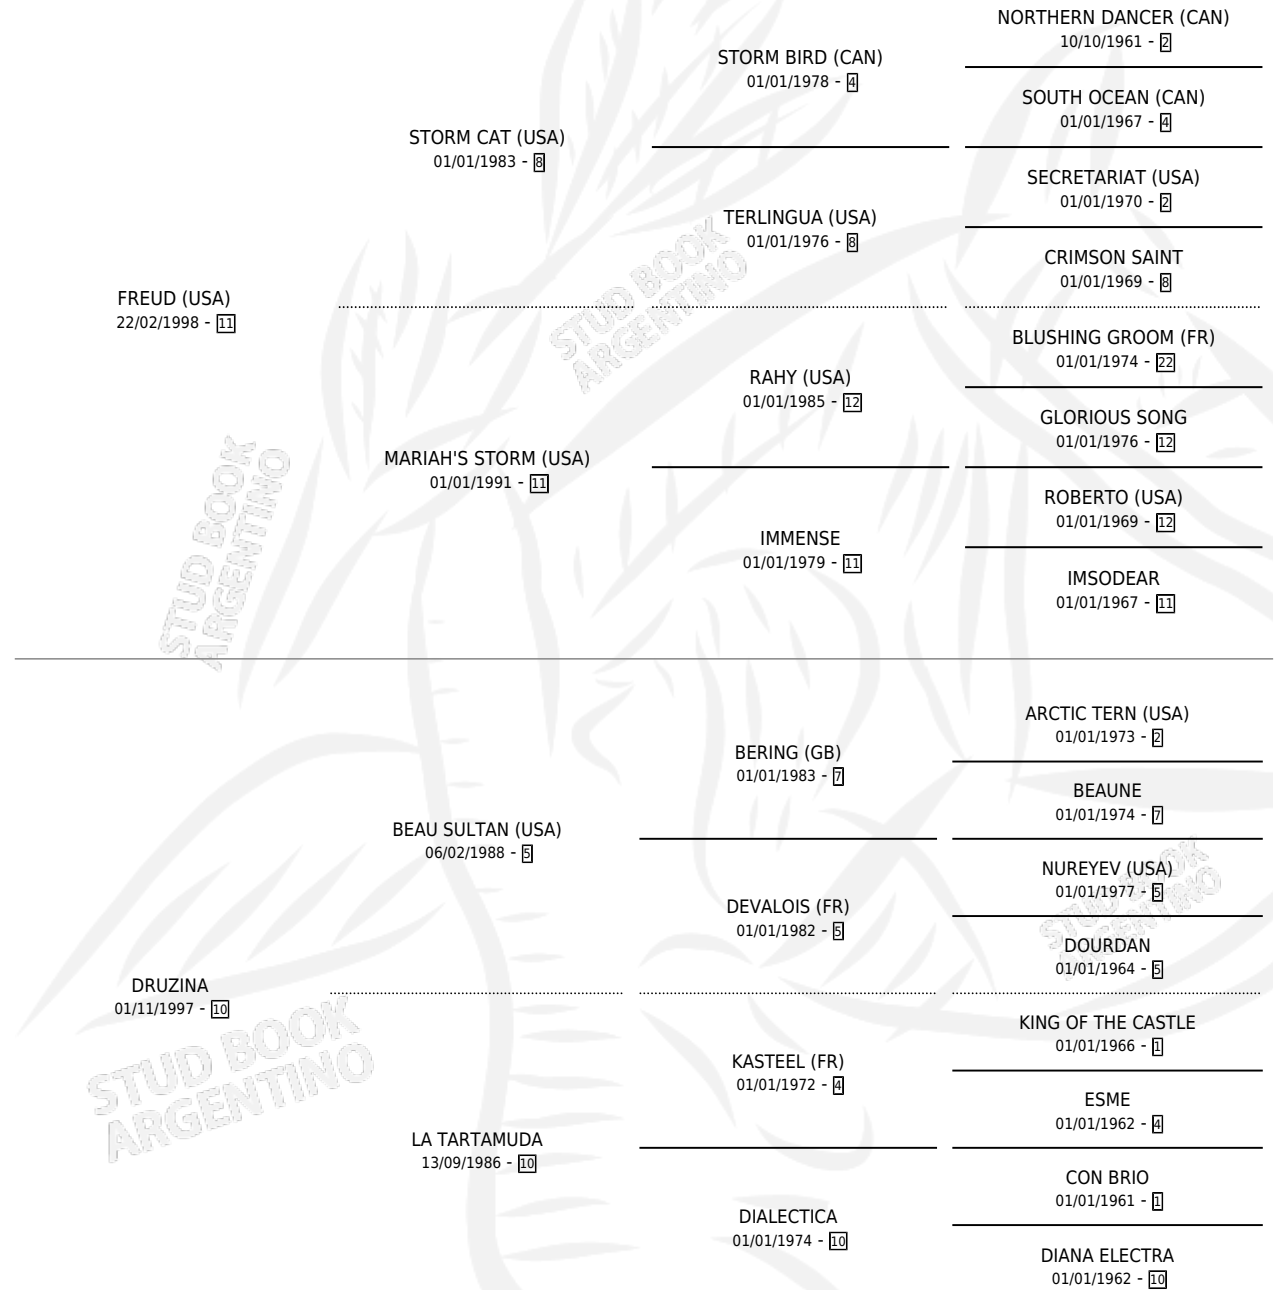 NORTHERN DANCER (CAN)
10/10/1961 - 2
STORM BIRD (CAN)
01/01/1978 - 4
SOUTH OCEAN (CAN)
01/01/1967 - 4
STORM CAT (USA)
01/01/1983 - 8
SECRETARIAT (USA)
01/01/1970 - 2
TERLINGUA (USA)
01/01/1976 - 8
CRIMSON SAINT
01/01/1969 - 8
FREUD (USA)
22/02/1998 - 11
STUD BOOK
ARGENTINO
BLUSHING GROOM (FR)
01/01/1974 - 22
RAHY (USA)
01/01/1985 - 12
GLORIOUS SONG
01/01/1976 - 12
MARIAH'S STORM (USA)
01/01/1991 - 11
ROBERTO (USA)
01/01/1969 - 12
IMMENSE
01/01/1979 - 11
IMSODEAR
01/01/1967 - 11
STUD BOOK
ARGENTINO
ARCTIC TERN (USA)
01/01/1973 - 2
BERING (GB)
01/01/1983 - 7
BEAUNE
01/01/1974 - 7
BEAU SULTAN (USA)
06/02/1988 - 5
NUREYEV (USA)
01/01/1977 - 5
DEVALOIS (FR)
01/01/1982 - 5
STUD BOOK
ARGENTINO
DOURDAN
01/01/1964 - 5
DRUZINA
01/11/1997 - 10
KING OF THE CASTLE
01/01/1966 - 1
KASTEEL (FR)
01/01/1972 - 4
STUD BOOK
ARGENTINO
ESME
01/01/1962 - 4
LA TARTAMUDA
13/09/1986 - 10
CON BRIO
01/01/1961 - 1
DIALECTICA
01/01/1974 - 10
DIANA ELECTRA
01/01/1962 - 10